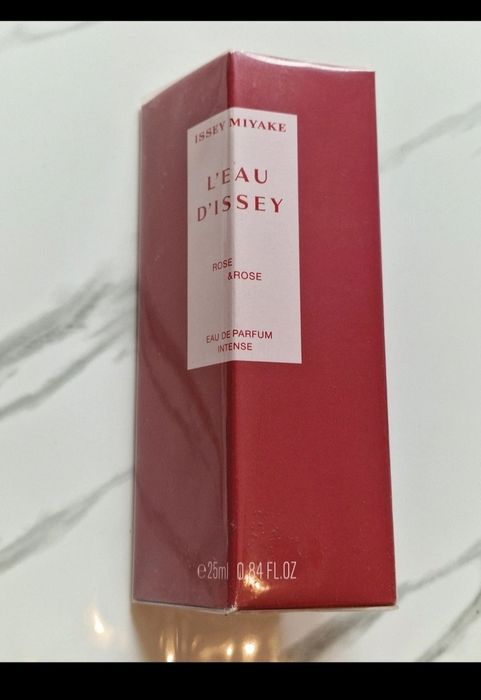 ISSEY MIYAKE
L'EAU
D'ISSEY
ROSE
&ROSE
EAU DE PARFUM
INTENSE
℮25ml 0.84 FL.OZ